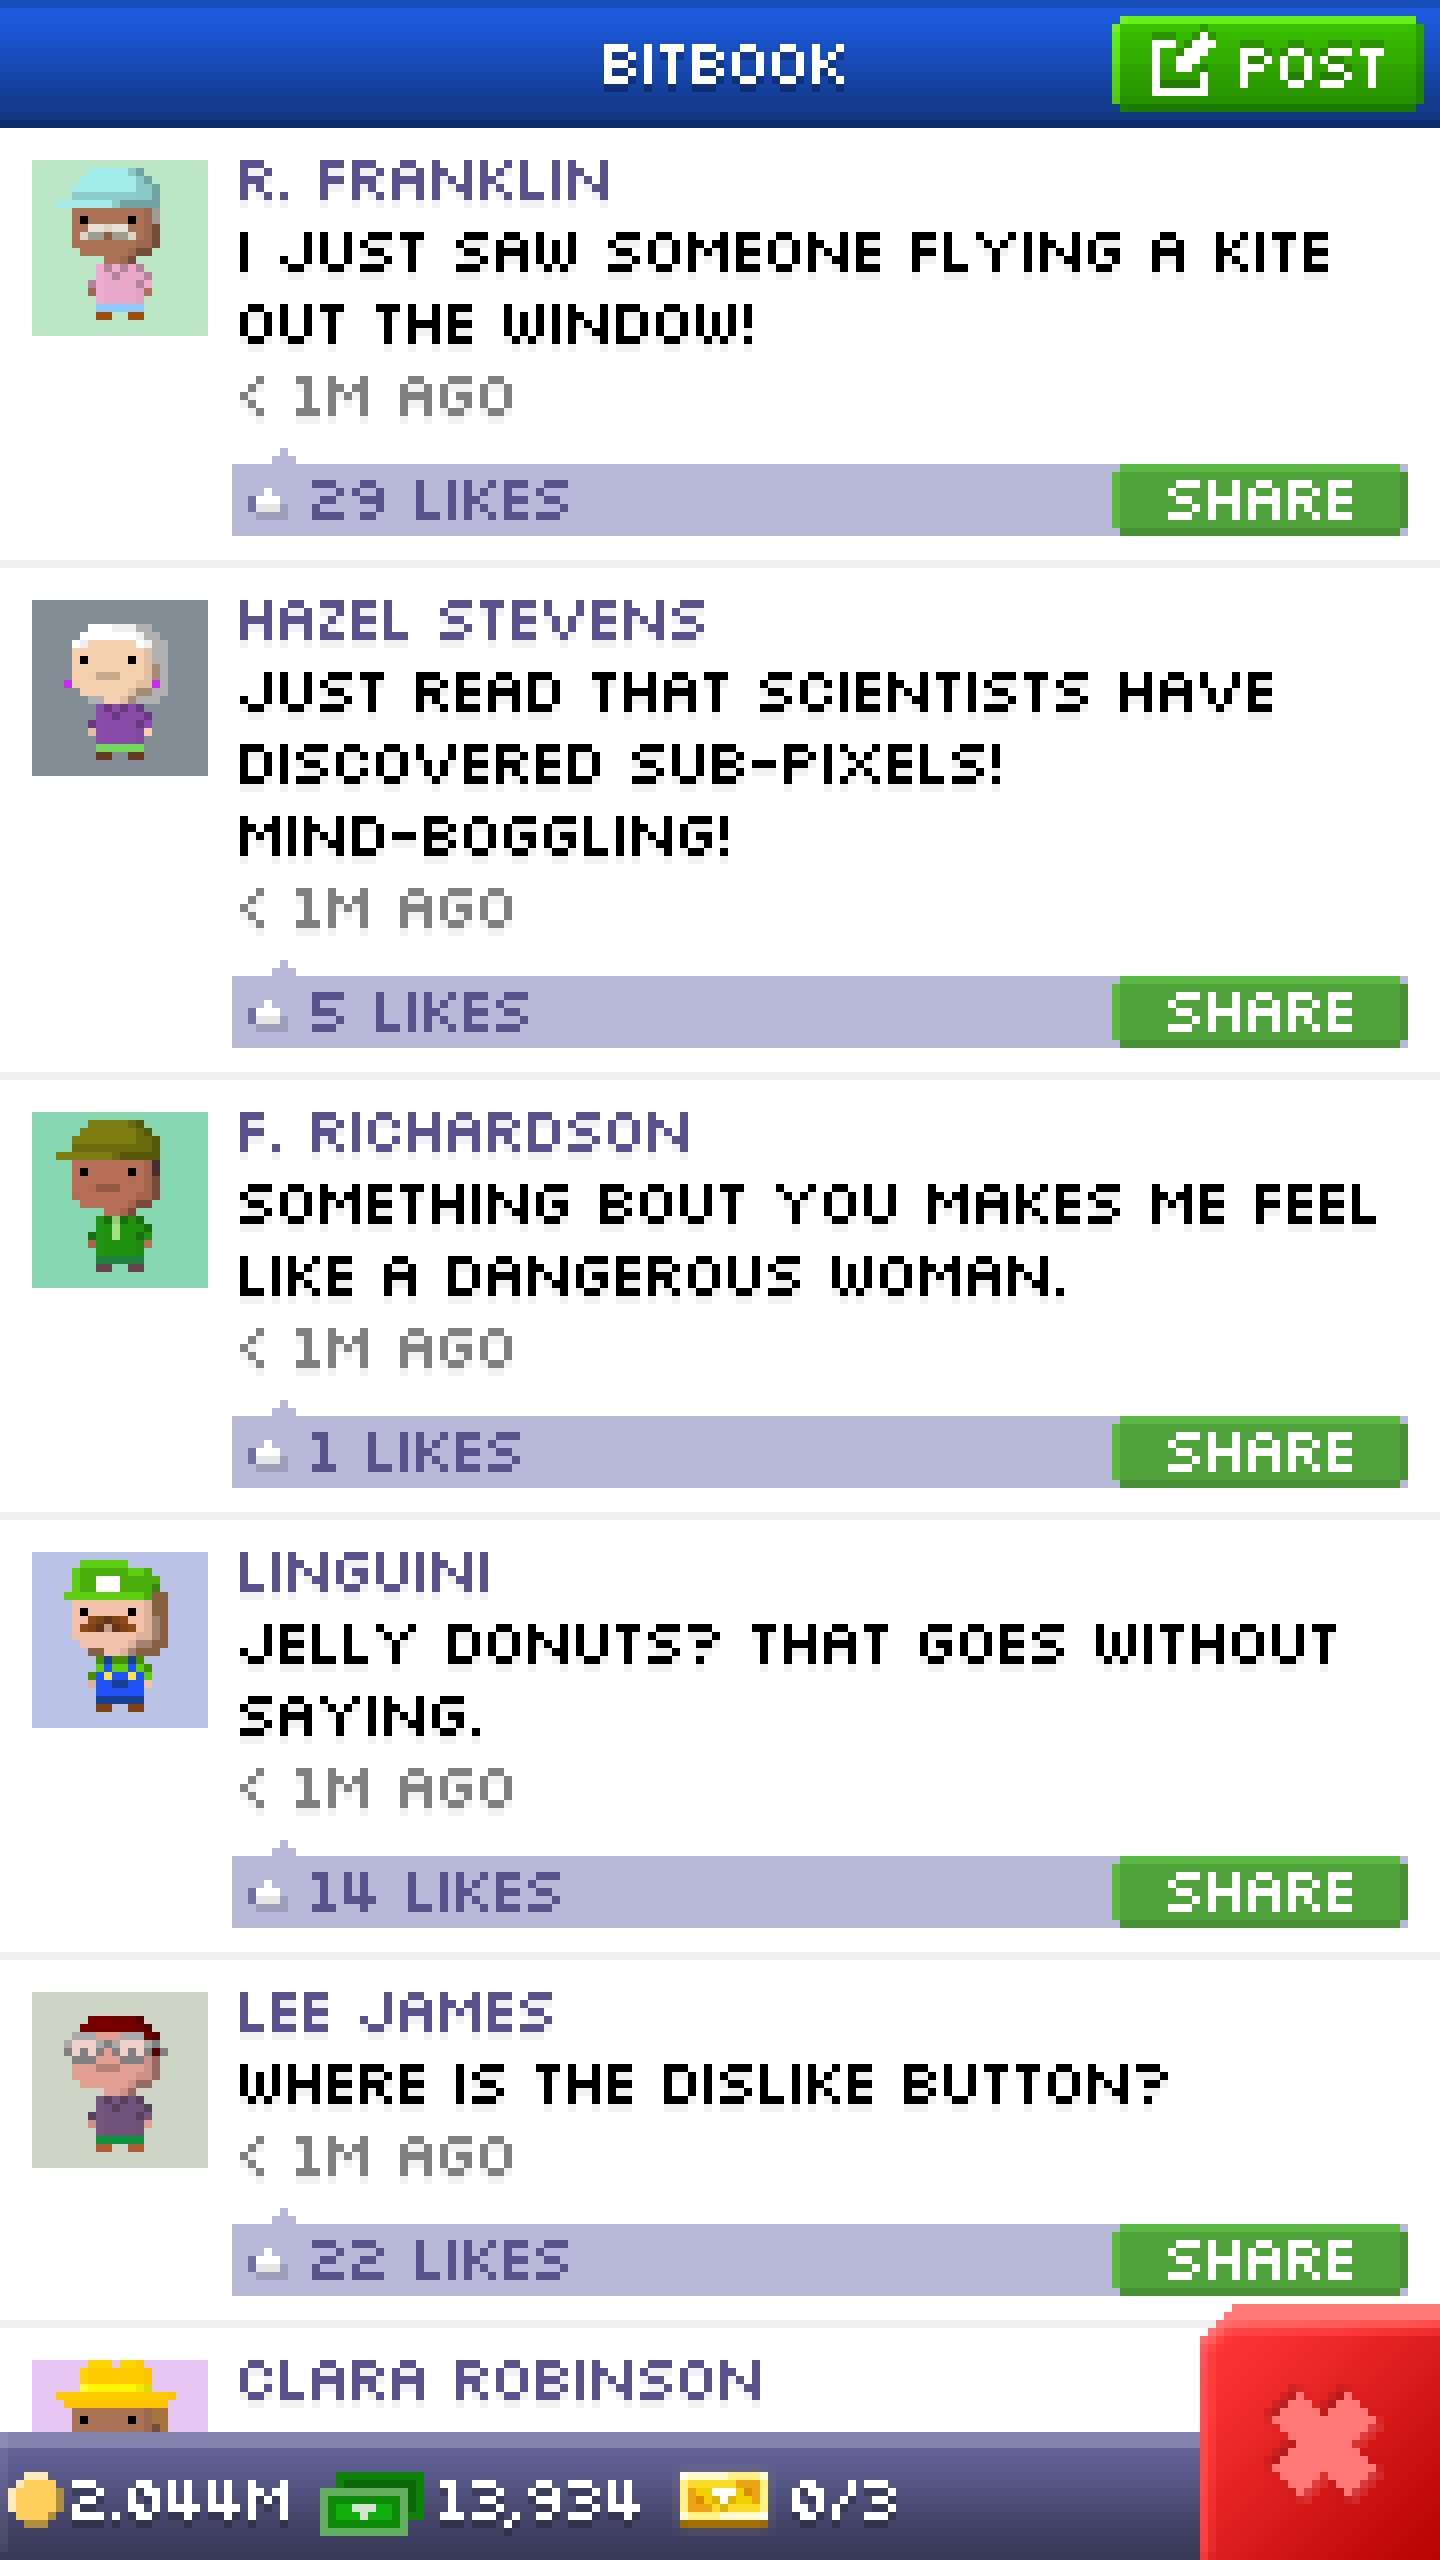 BITBOOK
POST
R. FRANKLIN
I JUST SAW SOMEONE FLYING A KITE
OUT THE WINDOW!
< 1M AGO
29 LIKES
SHARE
HAZEL STEVENS
JUST READ THAT SCIENTISTS HAVE
DISCOVERED SUB-PIXELS!
MIND-BOGGLING!
< 1M AGO
5 LIKES
SHARE
F. RICHARDSON
SOMETHING BOUT YOU MAKES ME FEEL
LIKE A DANGEROUS WOMAN.
< 1M AGO
1 LIKES
SHARE
LINGUINI
JELLY DONUTS? THAT GOES WITHOUT
SAYING.
< 1M AGO
14 LIKES
SHARE
LEE JAMES
WHERE IS THE DISLIKE BUTTON?
< 1M AGO
22 LIKES
SHARE
CLARA ROBINSON
2.044M 13,934 0/3